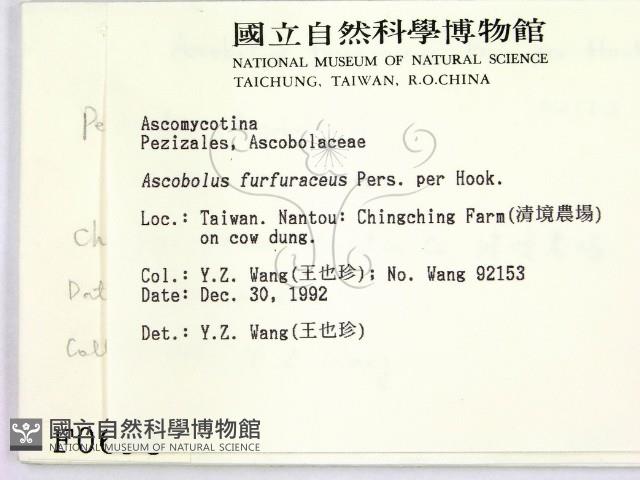 國立自然科學博物館
NATIONAL MUSEUM OF NATURAL SCIENCE
TAICHUNG, TAIWAN, R.O.CHINA
Ascomycotina
Pezizales, Ascobolaceae
Ascobolus furfuraceus Pers. per Hook.
Loc.: Taiwan. Nantou: Chingching Farm(清境農場)
on cow dung.
Col.: Y.Z. Wang(王也珍); No. Wang 92153
Date: Dec. 30, 1992
Det.: Y.Z. Wang(王也珍)
國立自然科學博物館
NATIONAL MUSEUM OF NATURAL SCIENCE